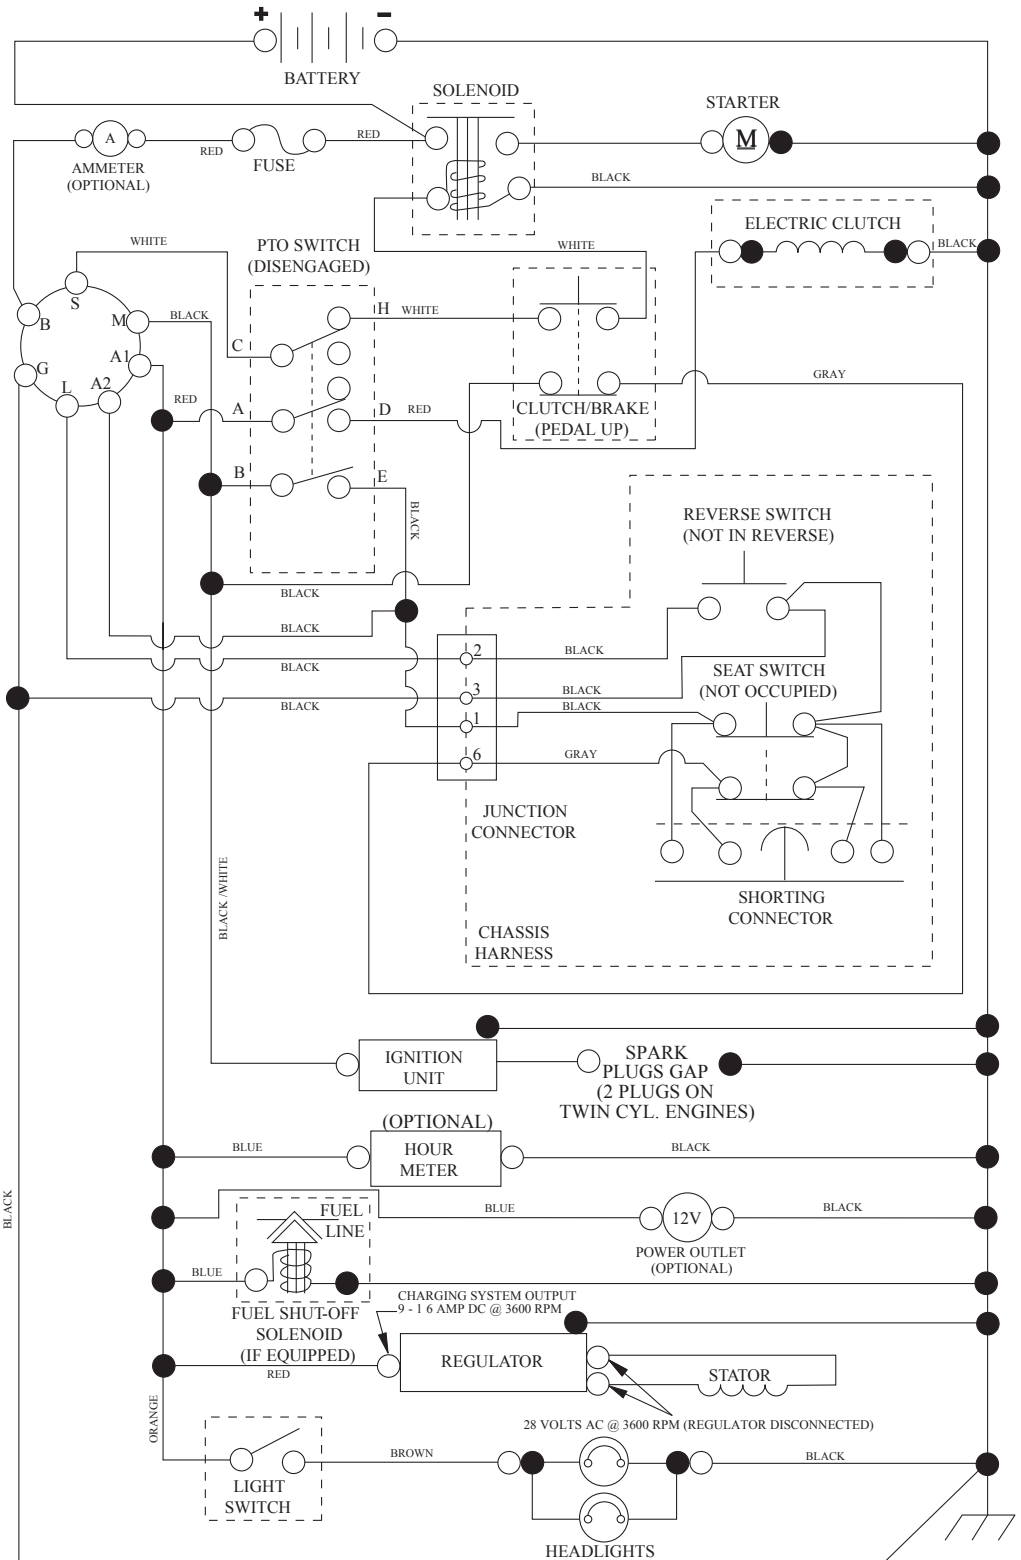 + -
BATTERY
SOLENOID
STARTER
A
M
RED
FUSE
RED
AMMETER
(OPTIONAL)
BLACK
ELECTRIC CLUTCH
WHITE
PTO SWITCH
(DISENGAGED)
WHITE
BLACK
S
B
M
BLACK
H
WHITE
C
G
A1
L
A2
RED
A
D
RED
GRAY
CLUTCH/BRAKE
(PEDAL UP)
B
E
BLACK
REVERSE SWITCH
(NOT IN REVERSE)
BLACK
BLACK
2
BLACK
BLACK
SEAT SWITCH
(NOT OCCUPIED)
3
BLACK
BLACK
BLACK
1
6
GRAY
JUNCTION
CONNECTOR
BLACK /WHITE
SHORTING
CONNECTOR
CHASSIS
HARNESS
IGNITION
UNIT
SPARK
PLUGS GAP
(2 PLUGS ON
TWIN CYL. ENGINES)
(OPTIONAL)
BLUE
HOUR
METER
BLACK
BLACK
FUEL
LINE
BLUE
12V
BLACK
POWER OUTLET
(OPTIONAL)
BLUE
CHARGING SYSTEM OUTPUT
9 - 1 6 AMP DC @ 3600 RPM
FUEL SHUT-OFF
SOLENOID
(IF EQUIPPED)
RED
REGULATOR
STATOR
28 VOLTS AC @ 3600 RPM (REGULATOR DISCONNECTED)
ORANGE
BROWN
BLACK
LIGHT
SWITCH
HEADLIGHTS